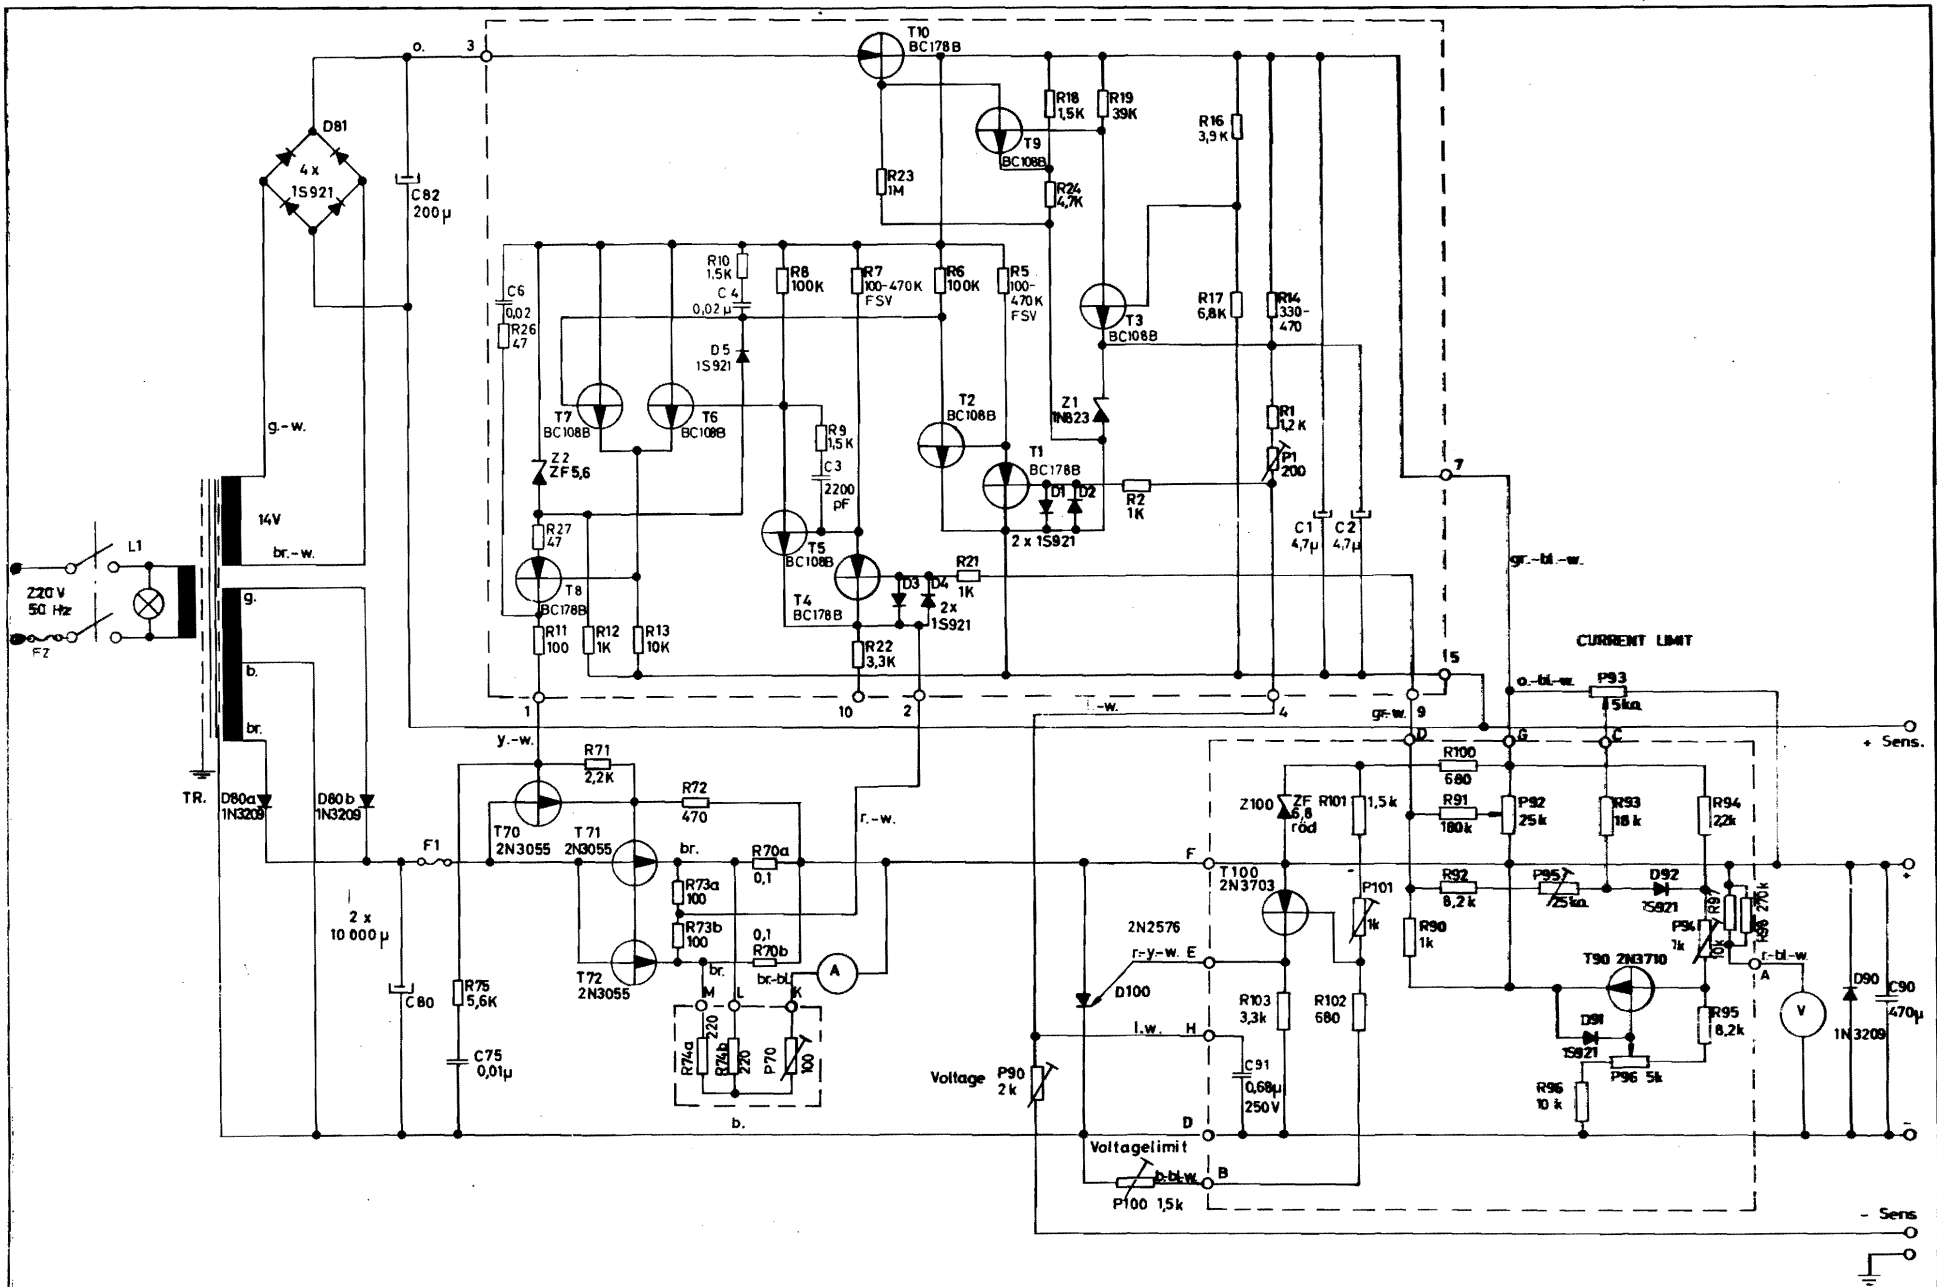 o.
3
T10
BC178B
D81
4 x
1S921
C82
200µ
R18
1,5K
R19
39K
T9
BC108B
R16
3,9K
R23
1M
R24
4,7K
C6
0,02
R26
47
R10
1,5K
C4
0,02µ
R8
100K
R7
100-470K
FSV
R6
100K
R5
100-
470K
FSV
T3
BC108B
R17
6,8K
R14
330-
470
D5
1S921
T7
BC108B
T6
BC108B
T2
BC108B
Z1
1N823
R1
1,2K
P1
200
g.-w.
Z2
ZF5,6
R9
1,5K
C3
2200
pF
T1
BC178B
D1
D2
R2
1K
7
14V
br.-w.
R27
47
T5
BC108B
2 x 1S921
C1
4,7µ
C2
4,7µ
L1
220V
50 Hz
F2
g.
b.
br.
T8
BC178B
T4
BC178B
D3
D4
2x
1S921
R21
1K
gr.-bl.-w.
R11
100
R12
1K
R13
10K
R22
3,3K
CURRENT LIMIT
5
1
10
2
-w.
4
gr-w.
9
o.-bl-w.
P93
5kΩ
+ Sens.
y.-w.
TR.
D80a
1N3209
D80b
1N3209
R71
2,2K
R72
470
r.-w.
D
G
C
R100
680
Z100
ZF
6,8
röd
R101
1,5k
R91
180k
P92
25k
R93
18k
R94
2,2k
F1
T70
2N3055
T71
2N3055
br.
R70a
0,1
F
T100
2N3703
R73a
100
R73b
100
0,1
R70b
P101
1k
R92
8,2k
P95
25kΩ
D92
1S921
P94
1k
R97
10k
270k
+
2 x
10 000µ
C80
R75
5,6K
C75
0,01µ
T72
2N3055
br.
br-bl.
A
2N2576
r-y-w.
E
D100
R90
1k
T90 2N3710
r-bl-w.
A
M
L
K
R74a
220
R74b
220
P70
100
b.
R103
3,3k
R102
680
l.w.
H
C91
0,68µ
250V
D91
1S921
P96 5k
R95
8,2k
R96
10 k
V
D90
1N3209
C90
470µ
Voltage
P90
2 k
D
-
Voltagelimit
b-bl-w.
B
P100 1,5k
- Sens